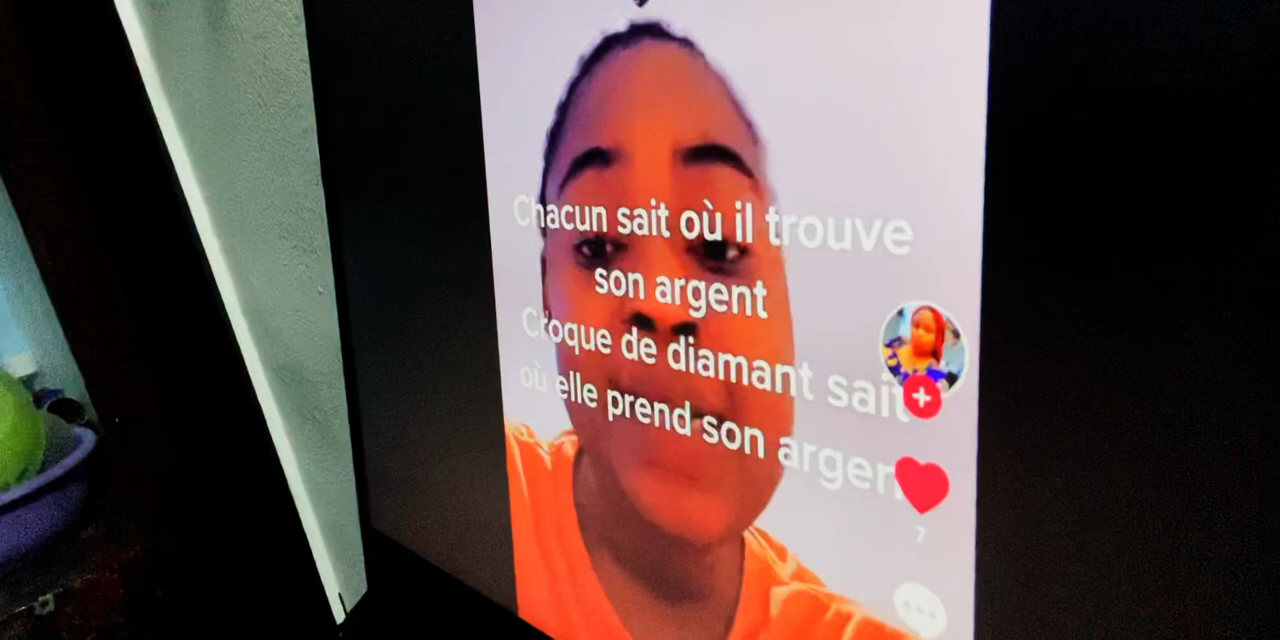 Chacun sait où il trouve
son argent
Croque de diamant sait
où elle prend son argent
7